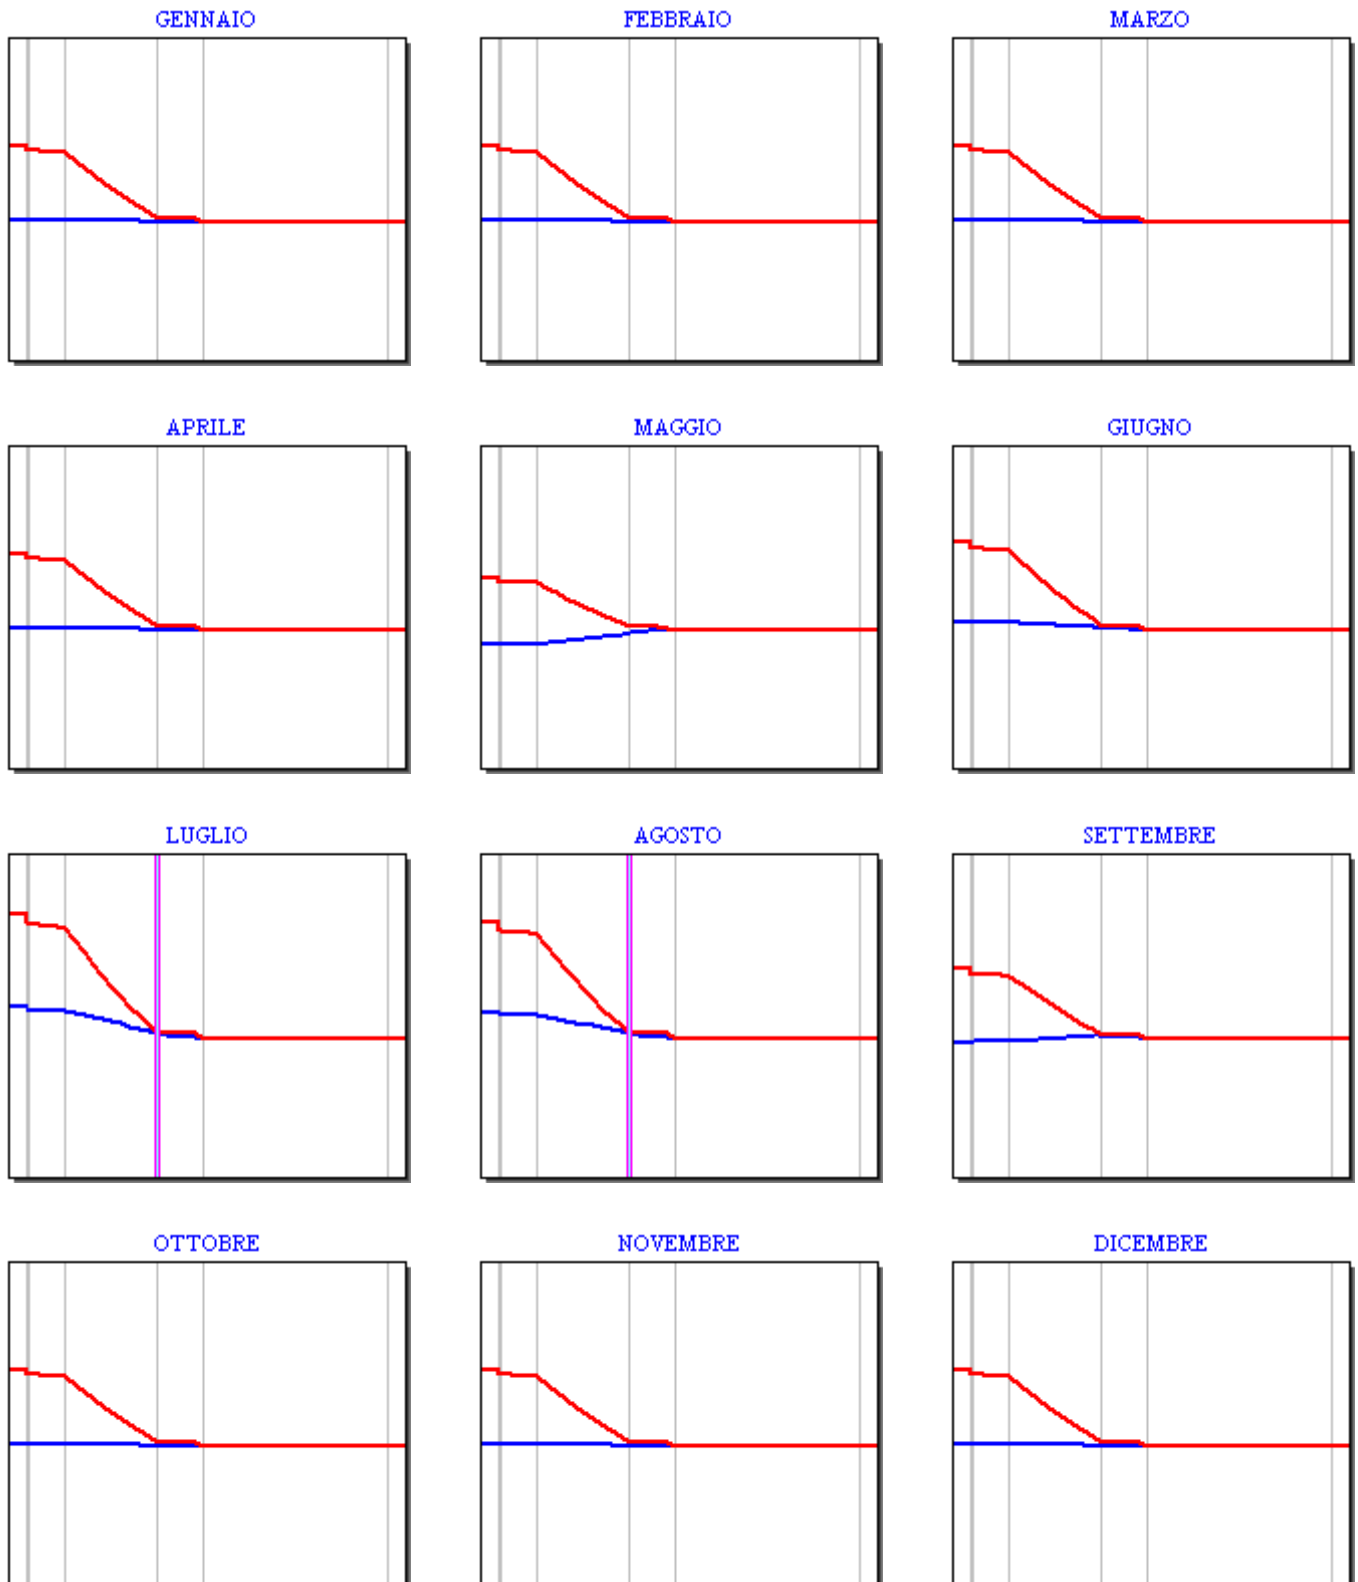 GENNAIO
FEBBRAIO
MARZO
APRILE
MAGGIO
GIUGNO
LUGLIO
AGOSTO
SETTEMBRE
OTTOBRE
NOVEMBRE
DICEMBRE